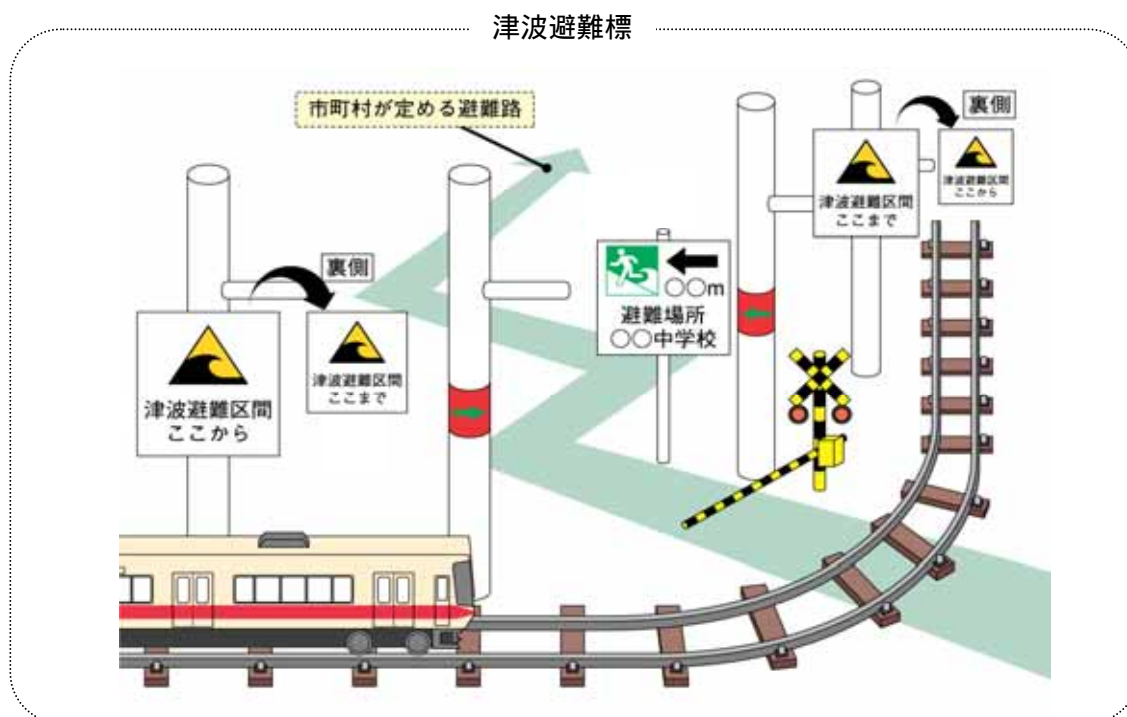 津波避難標
市町村が定める避難路
裏側
津波避難区間
ここまで
津波避難区間
ここから
○○m
避難場所
○○中学校
裏側
津波避難区間
ここまで
津波避難区間
ここから